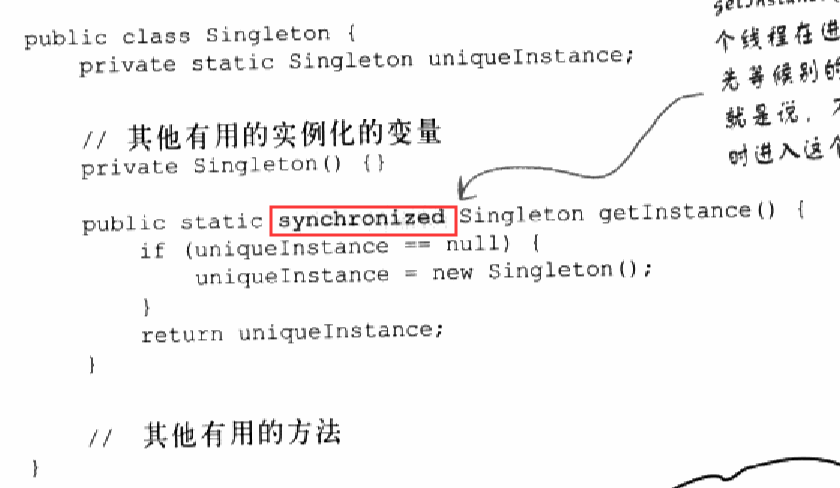 public class Singleton {
private static Singleton uniqueInstance;
// 其他有用的实例化的变量
private Singleton() {}
public static synchronized Singleton getInstance() {
if (uniqueInstance == null) {
uniqueInstance = new Singleton();
}
return uniqueInstance;
}
// 其他有用的方法
}
个线程在进
先等候别的
就是说，
时进入这个